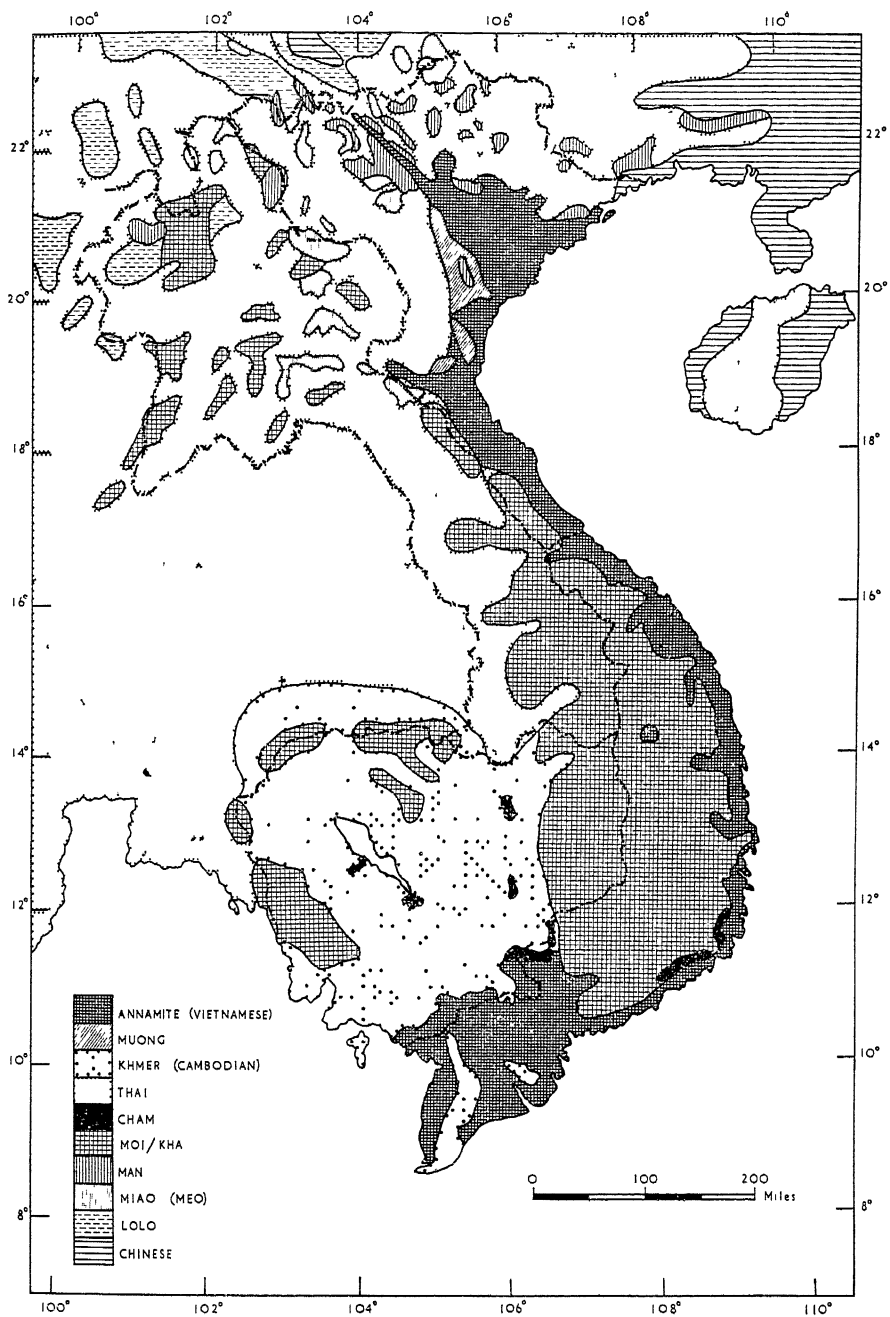 100° 102° 104° 106° 108° 110°
22° 22°
20° 20°
18° 18°
16° 16°
14° 14°
12° 12°
10° 10°
8° 8°
ANNAMITE (VIETNAMESE)
MUONG
KHMER (CAMBODIAN)
THAI
CHAM
MOI/KHA
MAN
MIAO (MEO)
LOLO
CHINESE
0 100 200
Miles
100° 102° 104° 106° 108° 110°